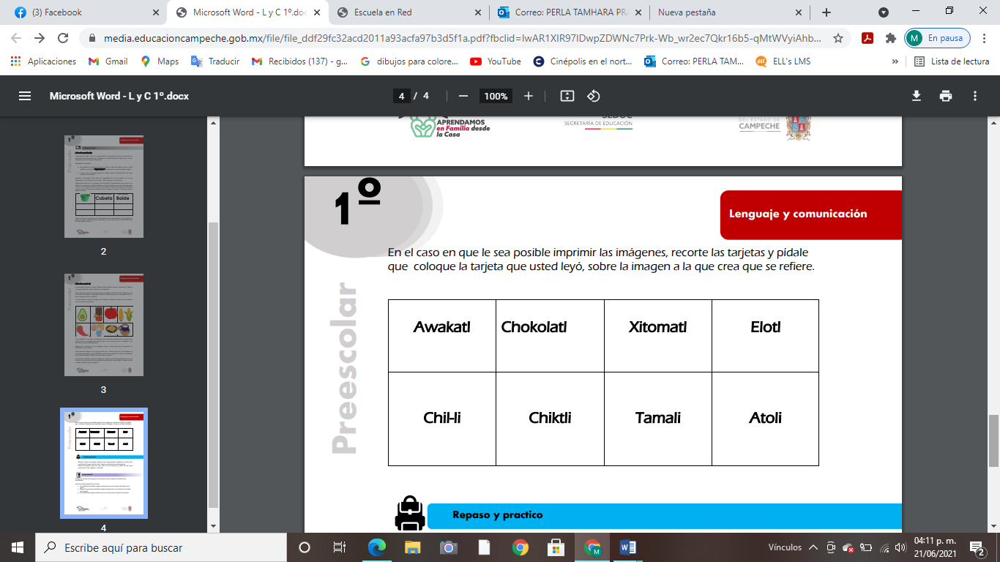 (3) Facebook
Microsoft Word - L y C 1º.doc
Escuela en Red
Correo: PERLA TAMHARA PRA
Nueva pestaña
media.educacioncampeche.gob.mx/file/file_ddf29fc32acd2011a93acfa97b3d5f1a.pdf?fbclid=IwAR1XIR97IDwpZDWNc7Prk-Wb_wr2ec7Qkr16b5-qMtWVyiAhb...
M En pausa
Aplicaciones
Gmail
Maps
Traducir
Recibidos (137) - g...
dibujos para colore...
YouTube
Cinépolis en el nort...
Correo: PERLA TAM...
ELL's LMS
»
Lista de lectura
Microsoft Word - L y C 1º.docx
4 / 4
100%
2
3
4
Cubeta Balde
APRENDAMOS
en Familia desde
la Casa
SEDUC
SECRETARÍA DE EDUCACIÓN
DEL ESTADO DE
CAMPECHE
1º
Lenguaje y comunicación
Preescolar
En el caso en que le sea posible imprimir las imágenes, recorte las tarjetas y pídale
que coloque la tarjeta que usted leyó, sobre la imagen a la que crea que se refiere.
Awakatl Chokolatl Xitomatl Elotl
Chil-li Chiktli Tamali Atoli
Repaso y practico
Escribe aquí para buscar
Vínculos
04:11 p. m.
21/06/2021
2